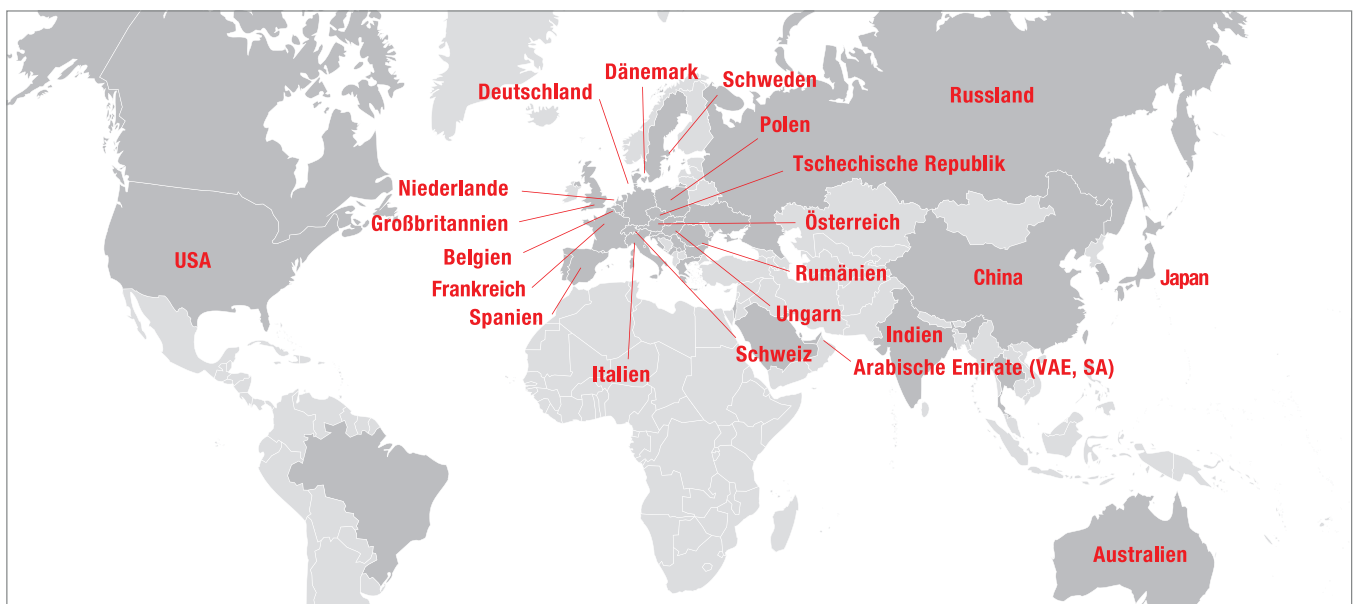 Dänemark
Schweden
Deutschland
Russland
Polen
Tschechische Republik
Niederlande
Großbritannien
Österreich
Belgien
USA
Rumänien
China
Japan
Frankreich
Spanien
Ungarn
Indien
Schweiz
Arabische Emirate (VAE, SA)
Italien
Australien